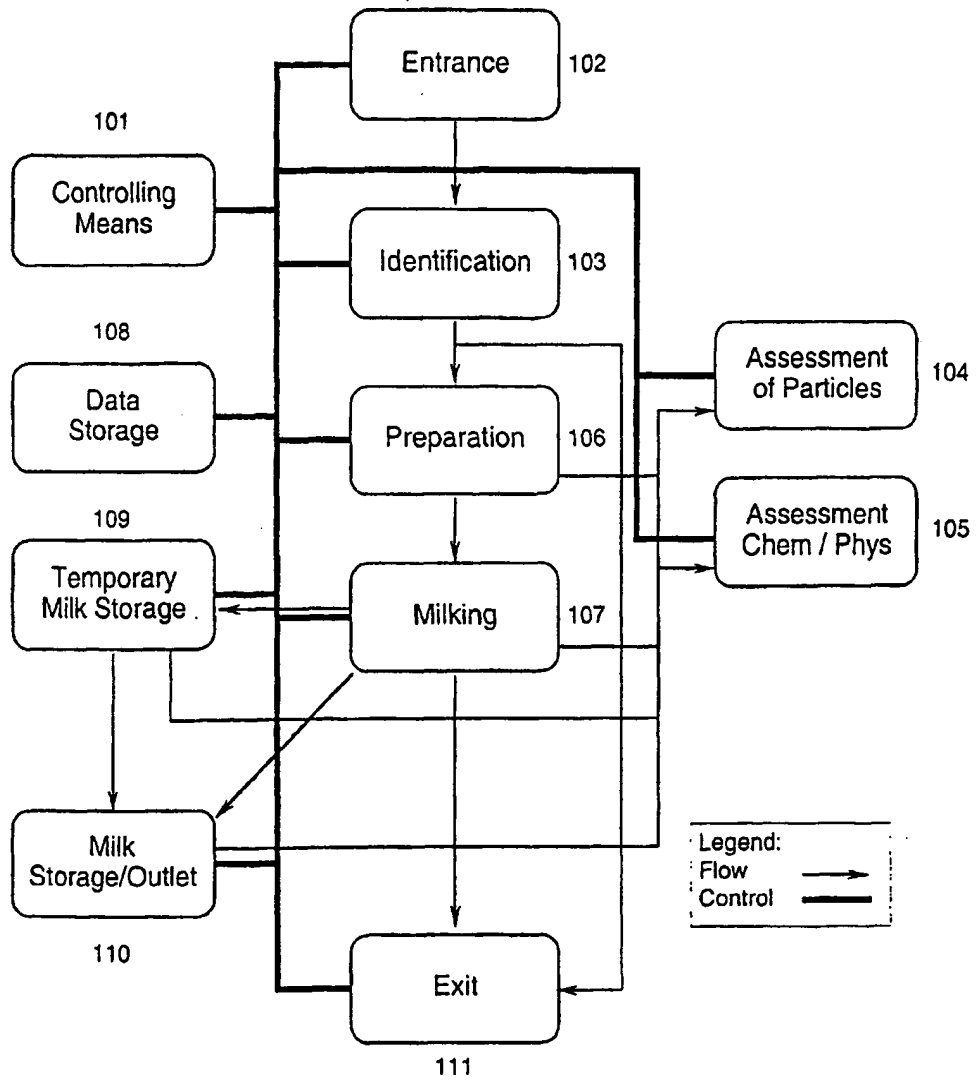 Entrance
102
101
Controlling
Means
Identification
103
108
Data
Storage
Assessment
of Particles
104
Preparation
106
109
Temporary
Milk Storage
Assessment
Chem / Phys
105
Milking
107
Milk
Storage/Outlet
110
Legend:
Flow
Control
Exit
111